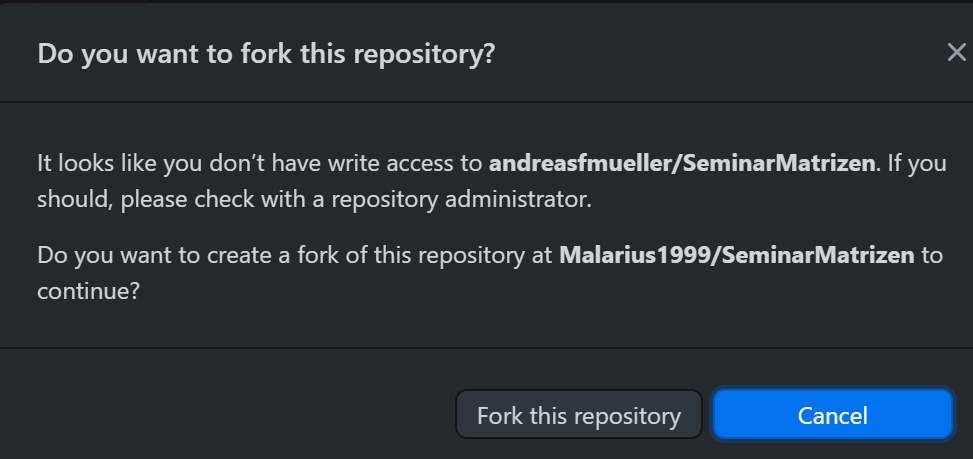 Do you want to fork this repository?
It looks like you don’t have write access to andreasfmueller/SeminarMatrizen. If you
should, please check with a repository administrator.
Do you want to create a fork of this repository at Malarius1999/SeminarMatrizen to
continue?
Fork this repository
Cancel